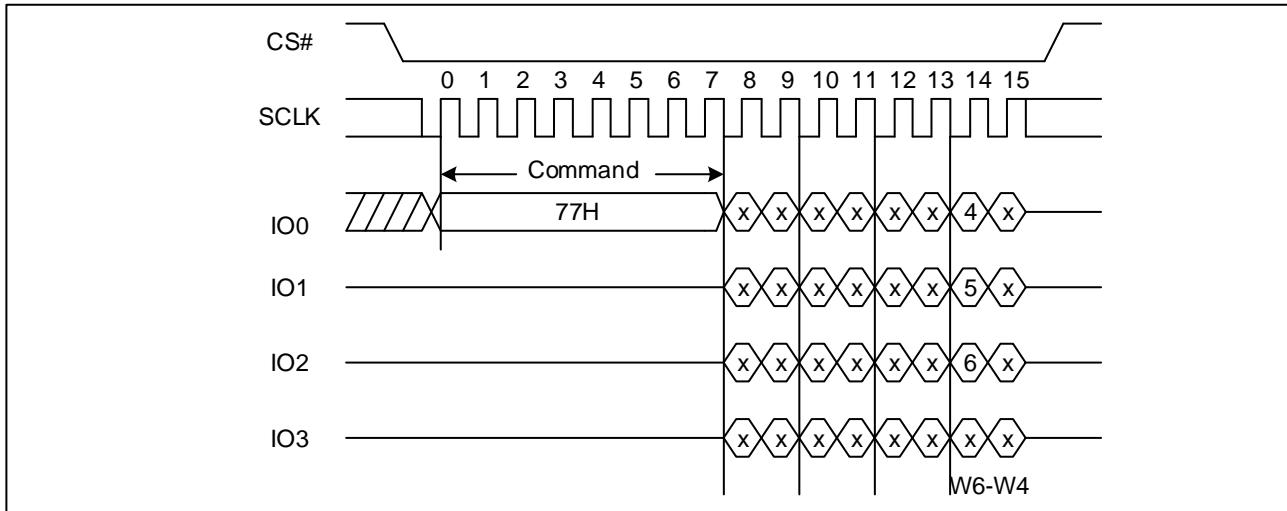 CS#
0 1 2 3 4 5 6 7 8 9 10 11 12 13 14 15
SCLK
Command
IO0 77H x x x x x x 4 x
IO1 x x x x x x 5 x
IO2 x x x x x x 6 x
IO3 x x x x x x x x
W6-W4